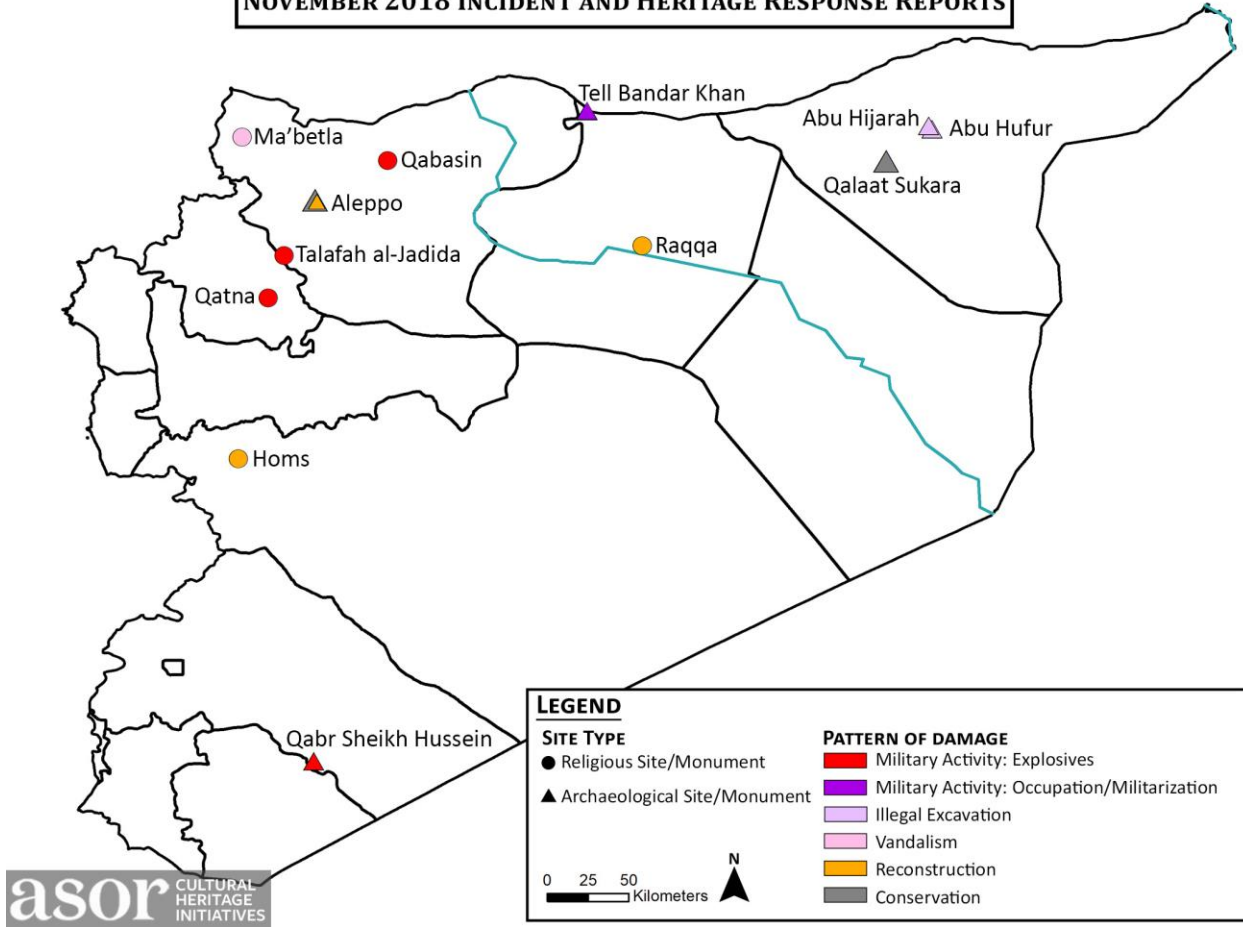 NOVEMBER 2018 INCIDENT AND HERITAGE RESPONSE REPORTS
Tell Bandar Khan
Ma'betla
Abu Hijarah
Abu Hufur
Qabasin
Qalaat Sukara
Aleppo
Talafah al-Jadida
Raqqa
Qatna
Homs
Qabr Sheikh Hussein
LEGEND
SITE TYPE
Religious Site/Monument
Archaeological Site/Monument
0 25 50
Kilometers
N
PATTERN OF DAMAGE
Military Activity: Explosives
Military Activity: Occupation/Militarization
Illegal Excavation
Vandalism
Reconstruction
Conservation
asor CULTURAL
HERITAGE
INITIATIVES